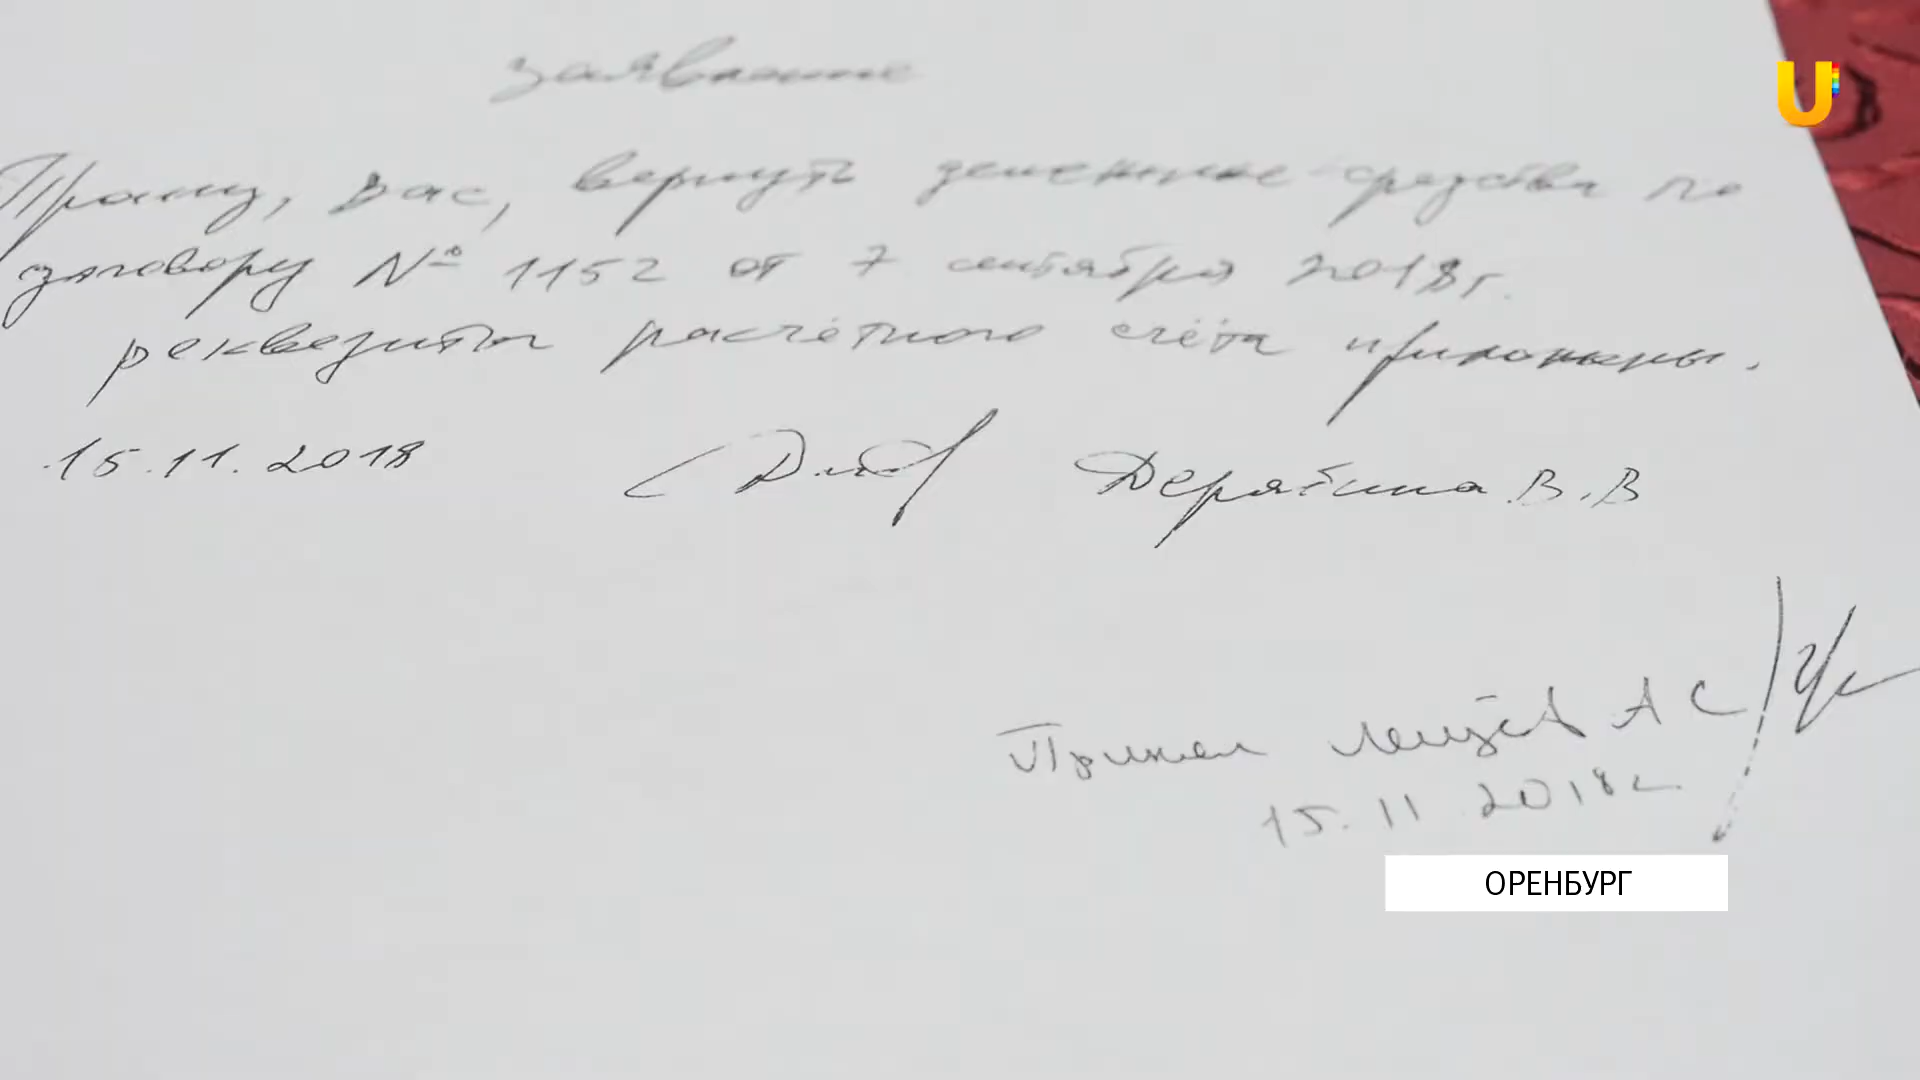 заявление
Прошу, вас, вернуть денежные средства по
договору № 1152 от 7 сентября 2018г.
реквезиты расчётного счёта приложены.
15.11.2018 Дерябина В.В
Принял А С
15.11.2018г
ОРЕНБУРГ